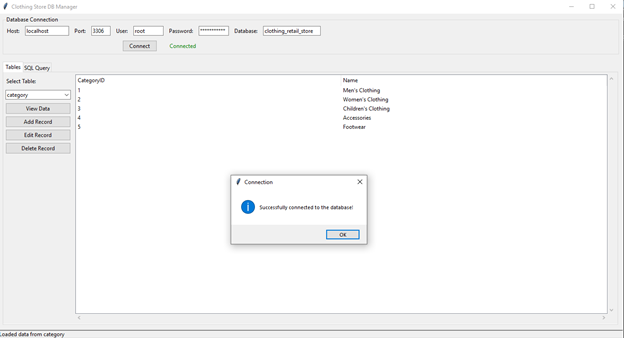 Clothing Store DB Manager
Database Connection
Host: localhost Port: 3306 User: root Password: *********** Database: clothing_retail_store
Connect Connected
Tables SQL Query
Select Table:
category
View Data
Add Record
Edit Record
Delete Record
CategoryID Name
1 Men's Clothing
2 Women's Clothing
3 Children's Clothing
4 Accessories
5 Footwear
Connection
Successfully connected to the database!
OK
Loaded data from category